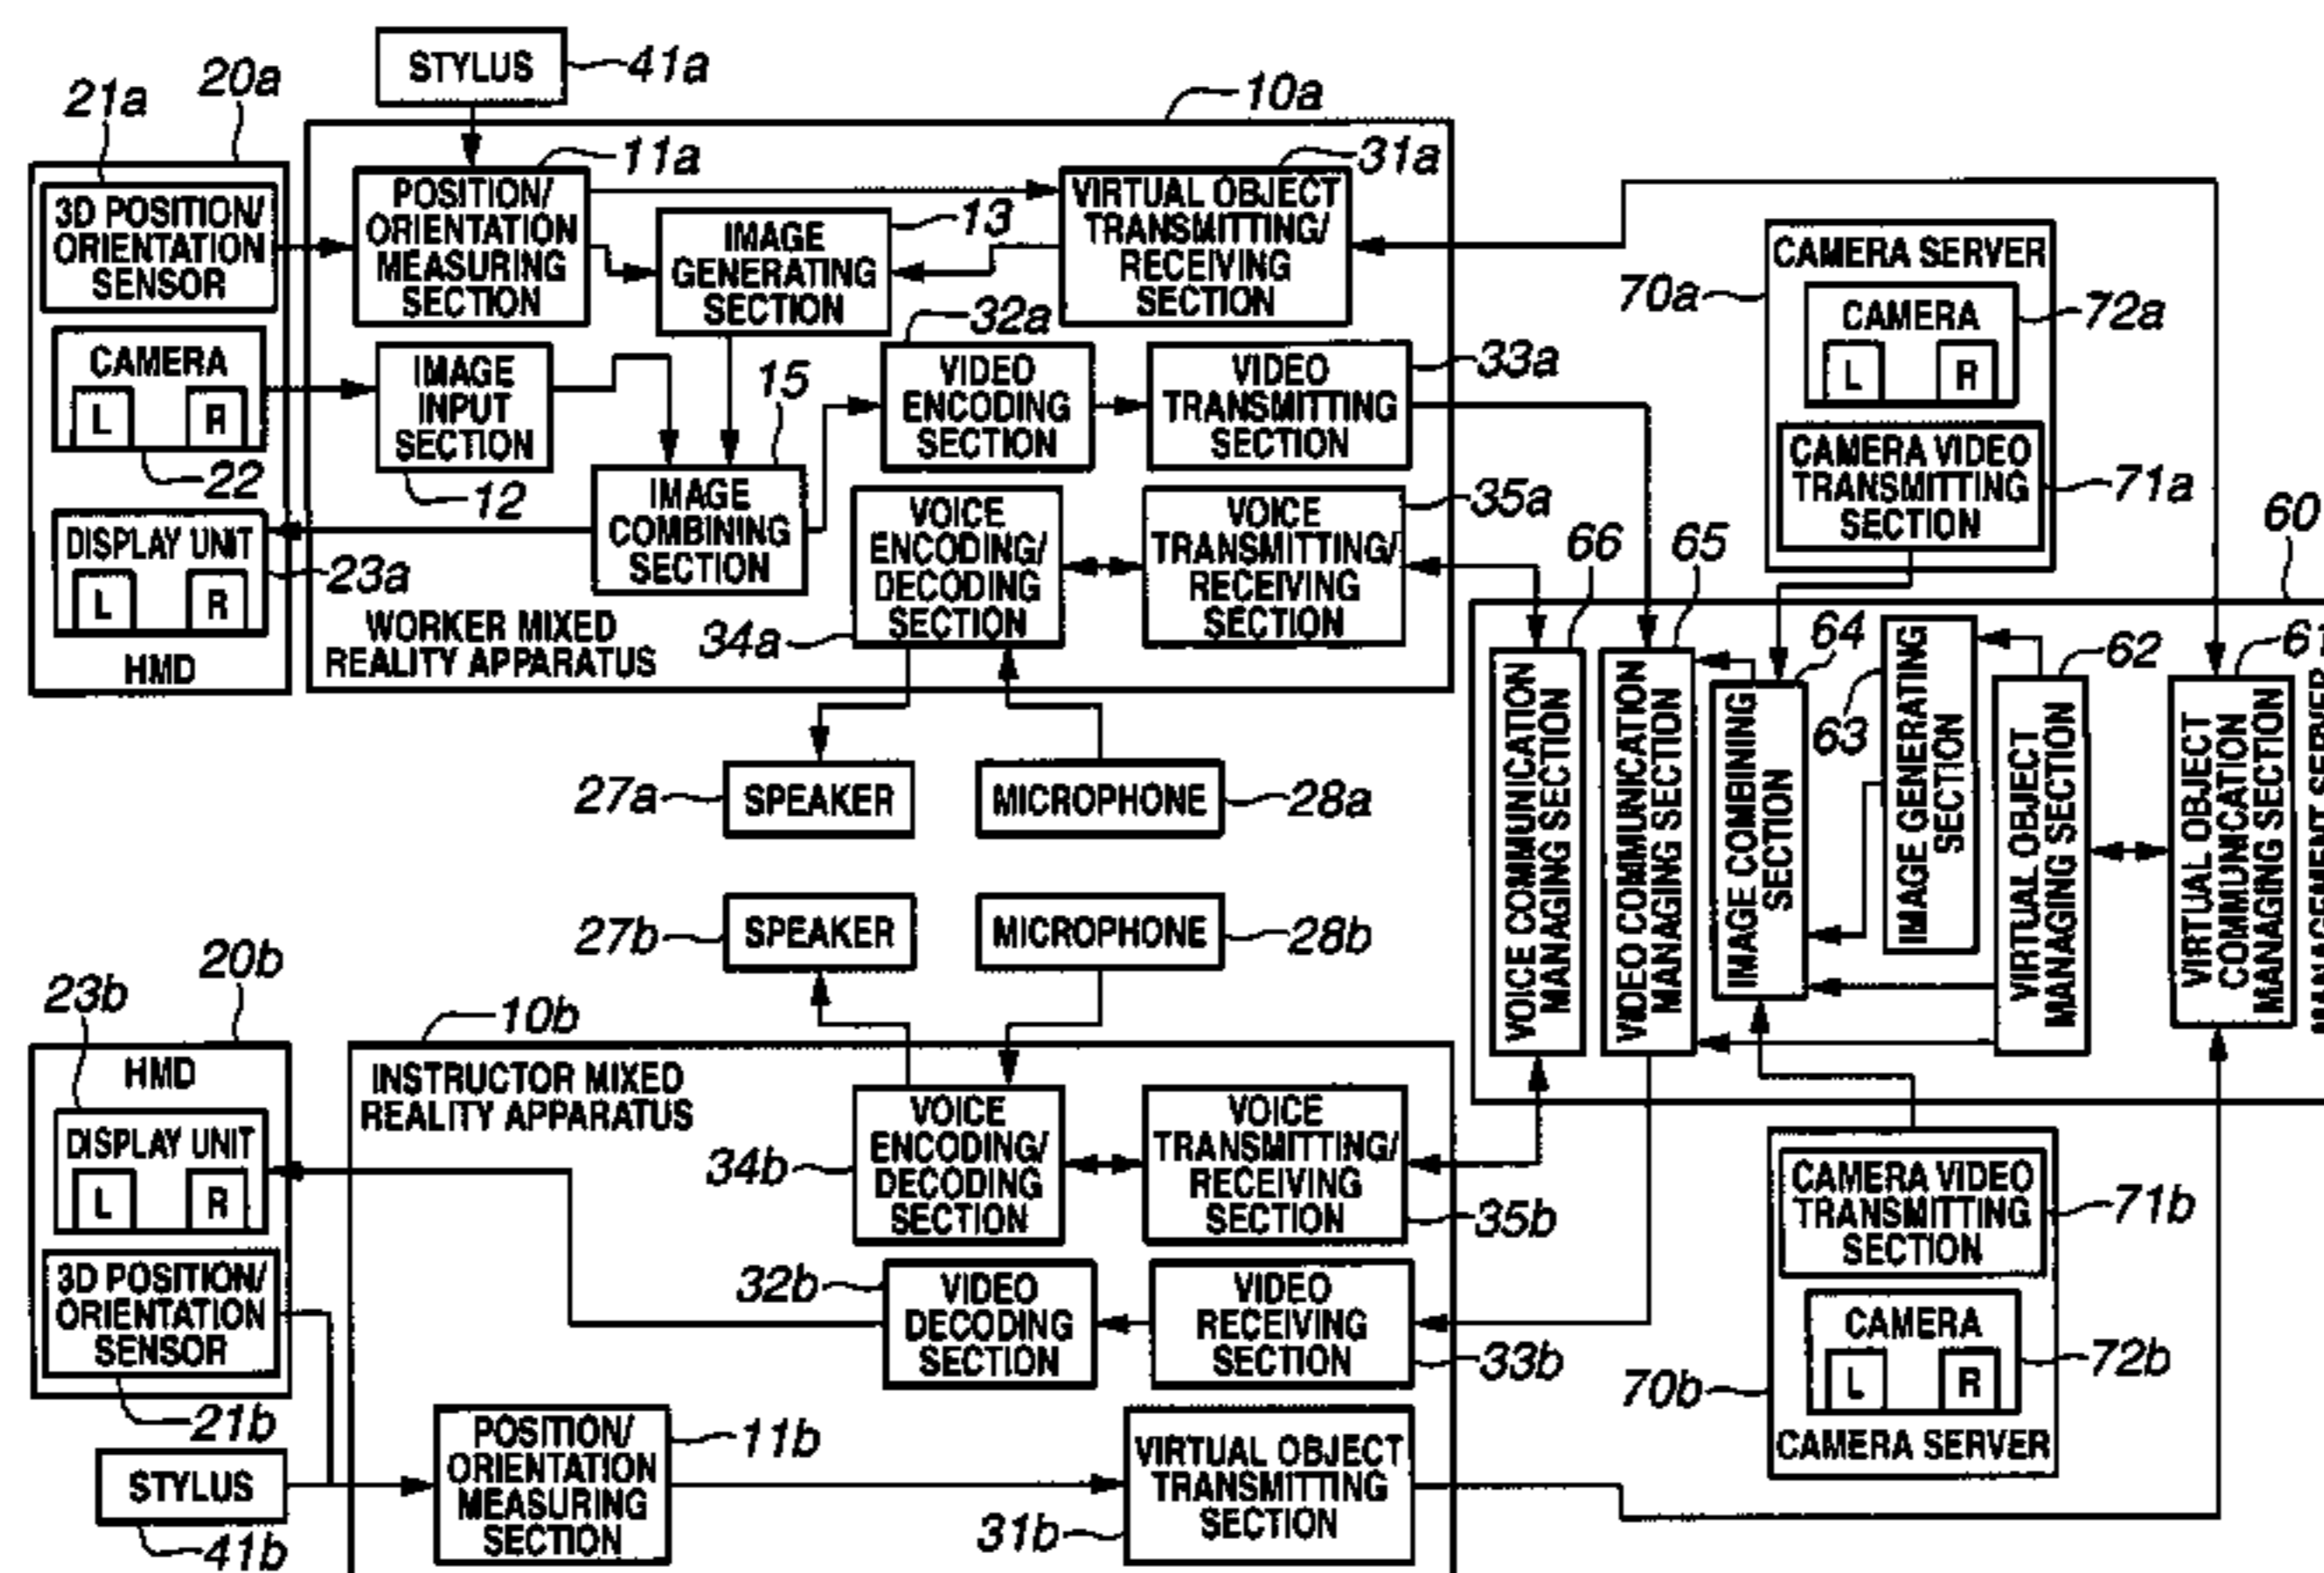 STYLUS
41a
20a
21a
10a
3D POSITION/
ORIENTATION
SENSOR
CAMERA
L
R
22
DISPLAY UNIT
L
R
23a
HMD
11a
POSITION/
ORIENTATION
MEASURING
SECTION
13
IMAGE
GENERATING
SECTION
31a
VIRTUAL OBJECT
TRANSMITTING/
RECEIVING
SECTION
IMAGE
INPUT
SECTION
12
15
IMAGE
COMBINING
SECTION
32a
VIDEO
ENCODING
SECTION
33a
VIDEO
TRANSMITTING
SECTION
VOICE
ENCODING/
DECODING
SECTION
34a
35a
VOICE
TRANSMITTING/
RECEIVING
SECTION
WORKER MIXED
REALITY APPARATUS
27a
SPEAKER
MICROPHONE
28a
27b
SPEAKER
MICROPHONE
28b
70a
CAMERA SERVER
CAMERA
L
R
72a
CAMERA VIDEO
TRANSMITTING
SECTION
71a
60
66
VOICE COMMUNICATION
MANAGING SECTION
65
VIDEO COMMUNICATION
MANAGING SECTION
64
IMAGE COMBINING
SECTION
63
IMAGE GENERATING
SECTION
62
VIRTUAL OBJECT
MANAGING SECTION
61
VIRTUAL OBJECT
COMMUNICATION
MANAGING SECTION
20b
23b
HMD
DISPLAY UNIT
L
R
3D POSITION/
ORIENTATION
SENSOR
21b
STYLUS
41b
10b
INSTRUCTOR MIXED
REALITY APPARATUS
34b
VOICE
ENCODING/
DECODING
SECTION
VOICE
TRANSMITTING/
RECEIVING
SECTION
35b
32b
VIDEO
DECODING
SECTION
VIDEO
RECEIVING
SECTION
33b
POSITION/
ORIENTATION
MEASURING
SECTION
11b
VIRTUAL OBJECT
TRANSMITTING
SECTION
31b
CAMERA VIDEO
TRANSMITTING
SECTION
71b
CAMERA
L
R
72b
70b
CAMERA SERVER